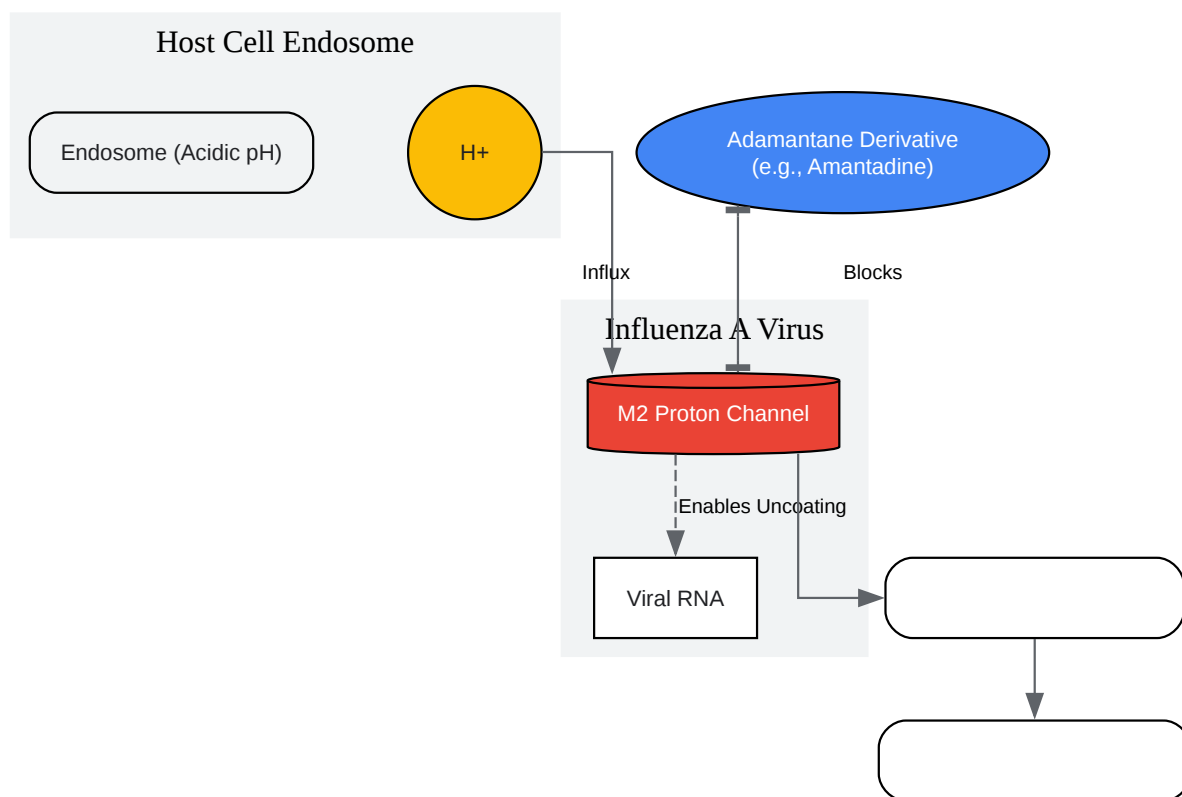 Host Cell Endosome
Endosome (Acidic pH)
H+
Adamantane Derivative
(e.g., Amantadine)
Influx
Blocks
Influenza A Virus
M2 Proton Channel
Enables Uncoating
Viral RNA